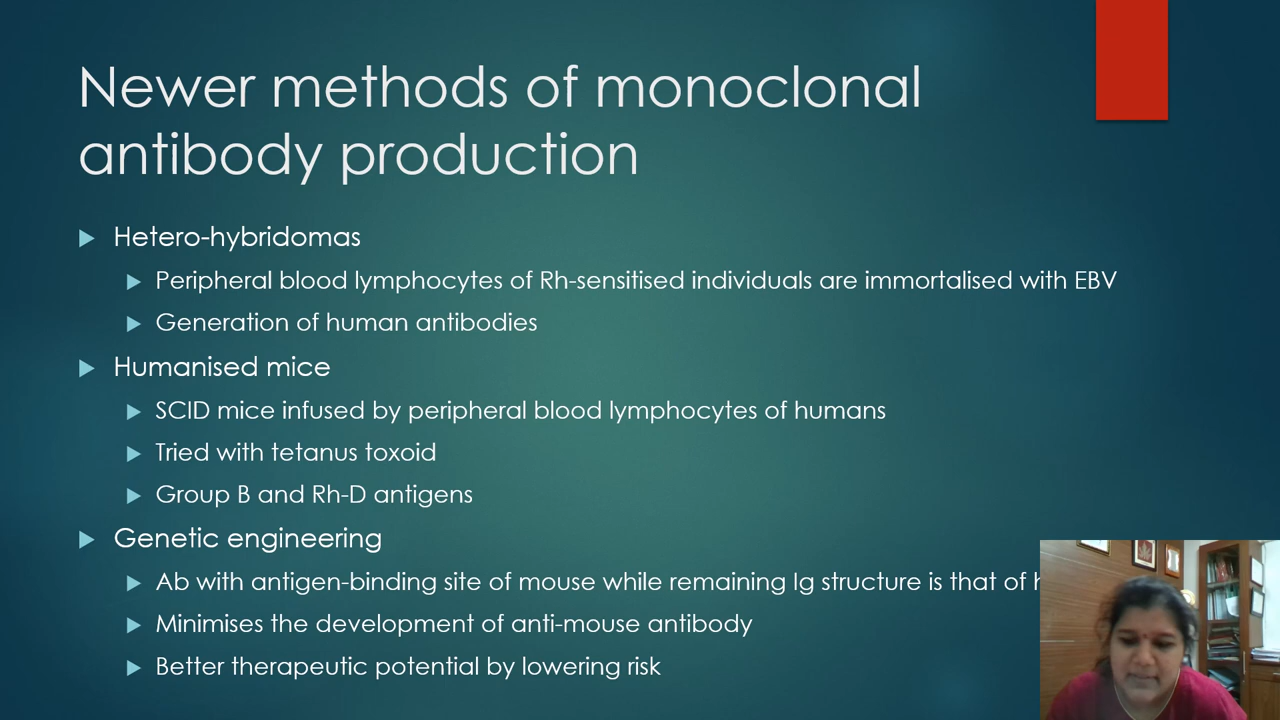 Newer methods of monoclonal
antibody production
Hetero-hybridomas
Peripheral blood lymphocytes of Rh-sensitised individuals are immortalised with EBV
Generation of human antibodies
Humanised mice
SCID mice infused by peripheral blood lymphocytes of humans
Tried with tetanus toxoid
Group B and Rh-D antigens
Genetic engineering
Ab with antigen-binding site of mouse while remaining Ig structure is that of
Minimises the development of anti-mouse antibody
Better therapeutic potential by lowering risk